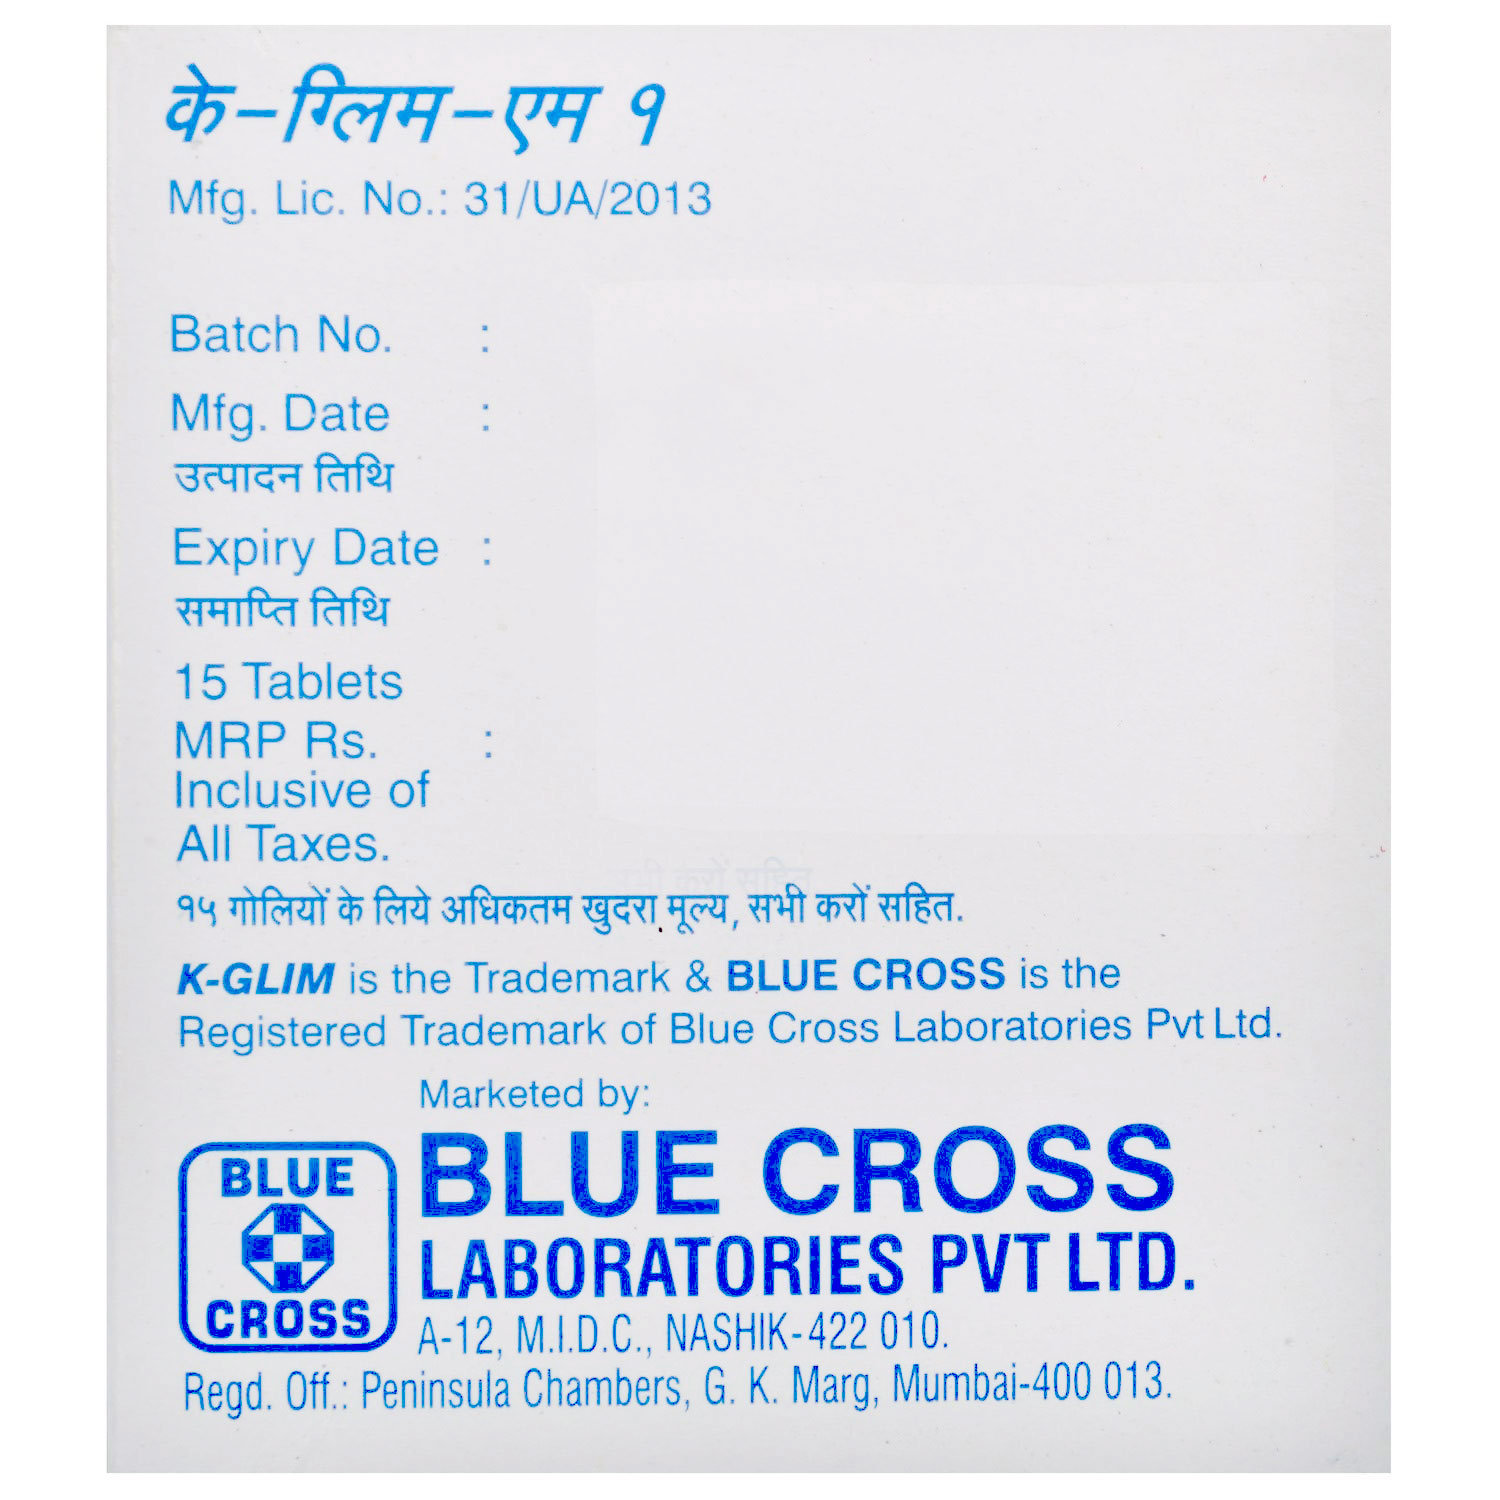 के-ग्लिम-एम १
Mfg. Lic. No.: 31/UA/2013
Batch No. :
Mfg. Date :
उत्पादन तिथि
Expiry Date :
समाप्ति तिथि
15 Tablets
MRP Rs. :
Inclusive of
All Taxes.
१५ गोलियों के लिये अधिकतम खुदरा मूल्य, सभी करों सहित.
K-GLIM is the Trademark & BLUE CROSS is the
Registered Trademark of Blue Cross Laboratories Pvt Ltd.
Marketed by:
BLUE CROSS
LABORATORIES PVT LTD.
BLUE
CROSS
A-12, M.I.D.C., NASHIK-422 010.
Regd. Off.: Peninsula Chambers, G. K. Marg, Mumbai-400 013.